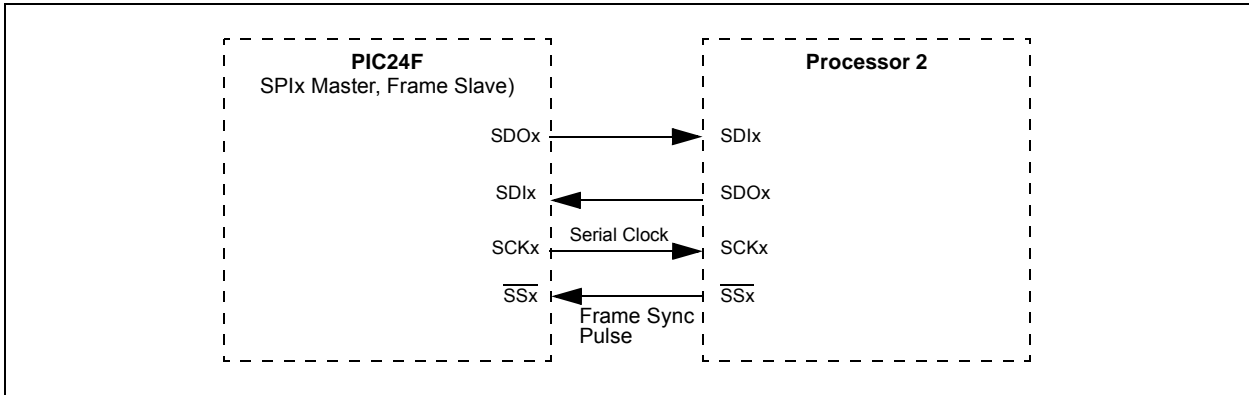 PIC24F
SPIx Master, Frame Slave)
Processor 2
SDOx
SDIx
SDIx
SDOx
SCKx
Serial Clock
SCKx
SSx
Frame Sync
Pulse
SSx